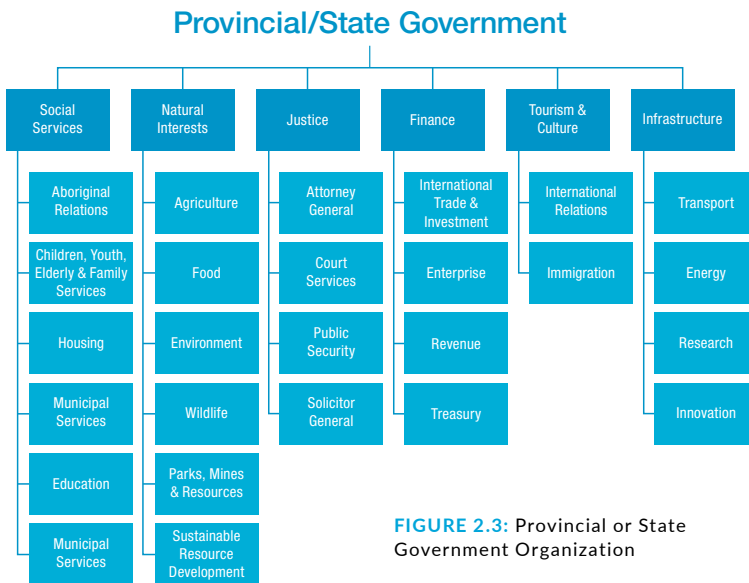 Provincial/State Government
Social
Services
Natural
Interests
Justice
Finance
Tourism &
Culture
Infrastructure
Aboriginal
Relations
Children, Youth,
Elderly & Family
Services
Housing
Municipal
Services
Education
Municipal
Services
Agriculture
Food
Environment
Wildlife
Parks, Mines
& Resources
Sustainable
Resource
Development
Attorney
General
Court
Services
Public
Security
Solicitor
General
International
Trade &
Investment
Enterprise
Revenue
Treasury
International
Relations
Immigration
Transport
Energy
Research
Innovation
FIGURE 2.3: Provincial or State
Government Organization